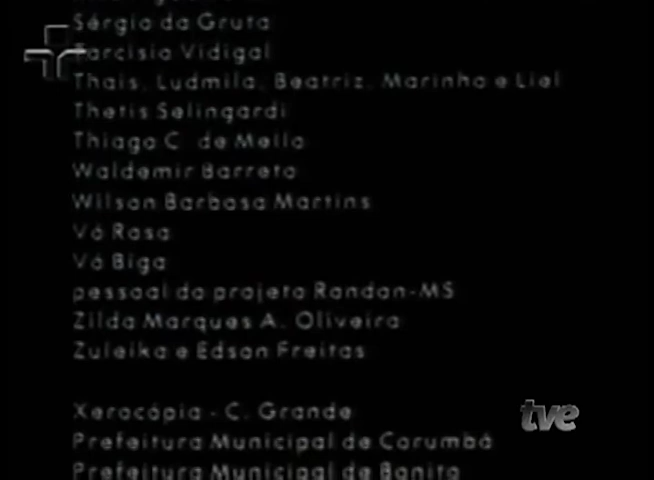 Sérgio da Gruta
Tarcísio Vidigal
Thais, Ludmila, Beatriz, Marinho e Liel
Thetis Selingardi
Thiago C. de Mello
Waldemir Barreto
Wilson Barbosa Martins
Vó Rosa
Vó Biga
pessoal do projeto Rondon-MS
Zilda Marques A. Oliveira
Zuleika e Edson Freitas
Xerocópia - C. Grande
tve
Prefeitura Municipal de Corumbá
Prefeitura Municipal de Bonito